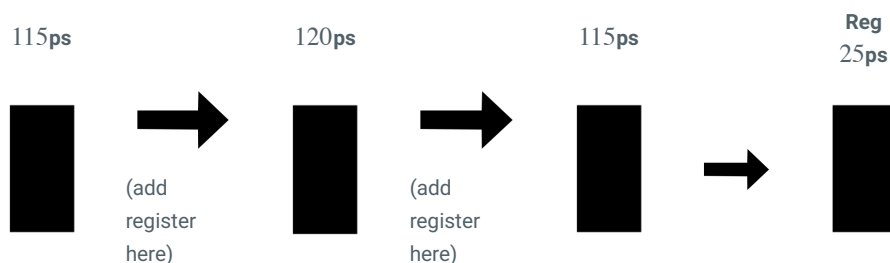 115ps
120ps
115ps
Reg
25ps
(add
register
here)
(add
register
here)